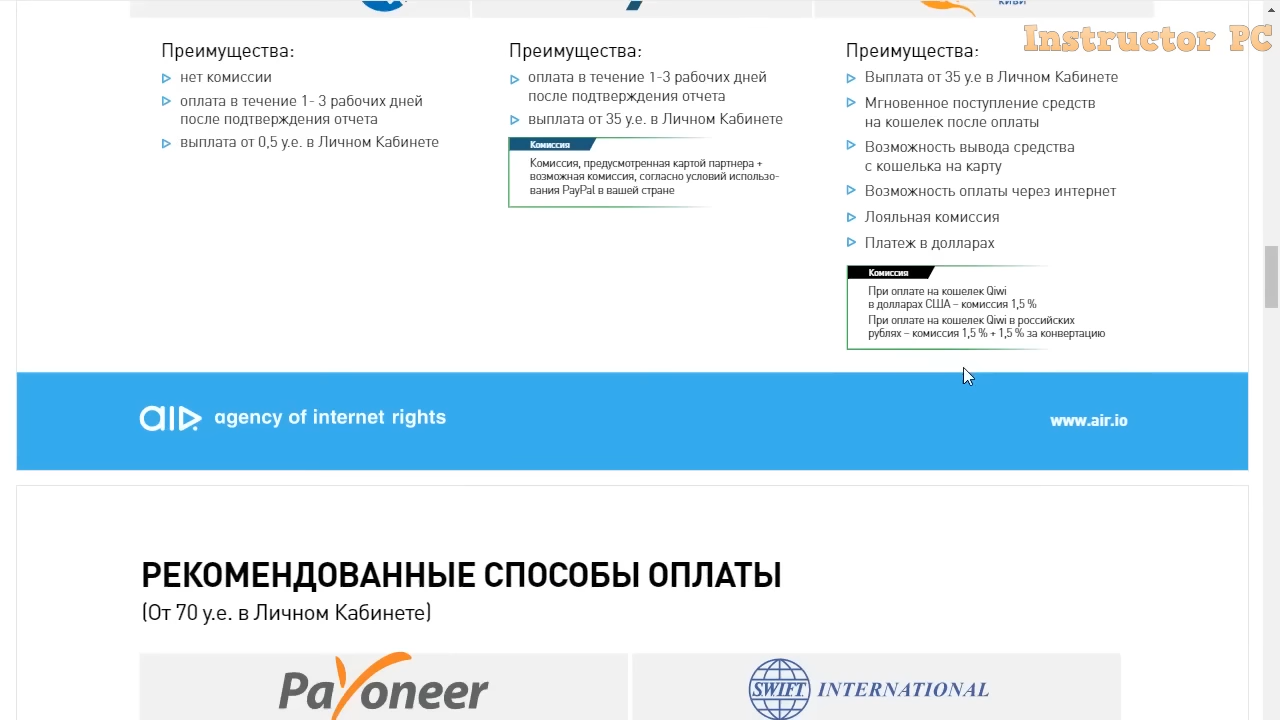 киви
Instructor PC
Преимущества:
нет комиссии
оплата в течение 1- 3 рабочих дней
после подтверждения отчета
выплата от 0,5 у.е. в Личном Кабинете
Преимущества:
оплата в течение 1-3 рабочих дней
после подтверждения отчета
выплата от 35 у.е. в Личном Кабинете
Комиссия
Комиссия, предусмотренная картой партнера +
возможная комиссия, согласно условий использо-
вания PayPal в вашей стране
Преимущества:
Выплата от 35 у.е в Личном Кабинете
Мгновенное поступление средств
на кошелек после оплаты
Возможность вывода средства
с кошелька на карту
Возможность оплаты через интернет
Лояльная комиссия
Платеж в долларах
Комиссия
При оплате на кошелек Qiwi
в долларах США – комиссия 1,5 %
При оплате на кошелек Qiwi в российских
рублях – комиссия 1,5 % + 1,5 % за конвертацию
air agency of internet rights
www.air.io
РЕКОМЕНДОВАННЫЕ СПОСОБЫ ОПЛАТЫ
(От 70 у.е. в Личном Кабинете)
Payoneer
SWIFT INTERNATIONAL